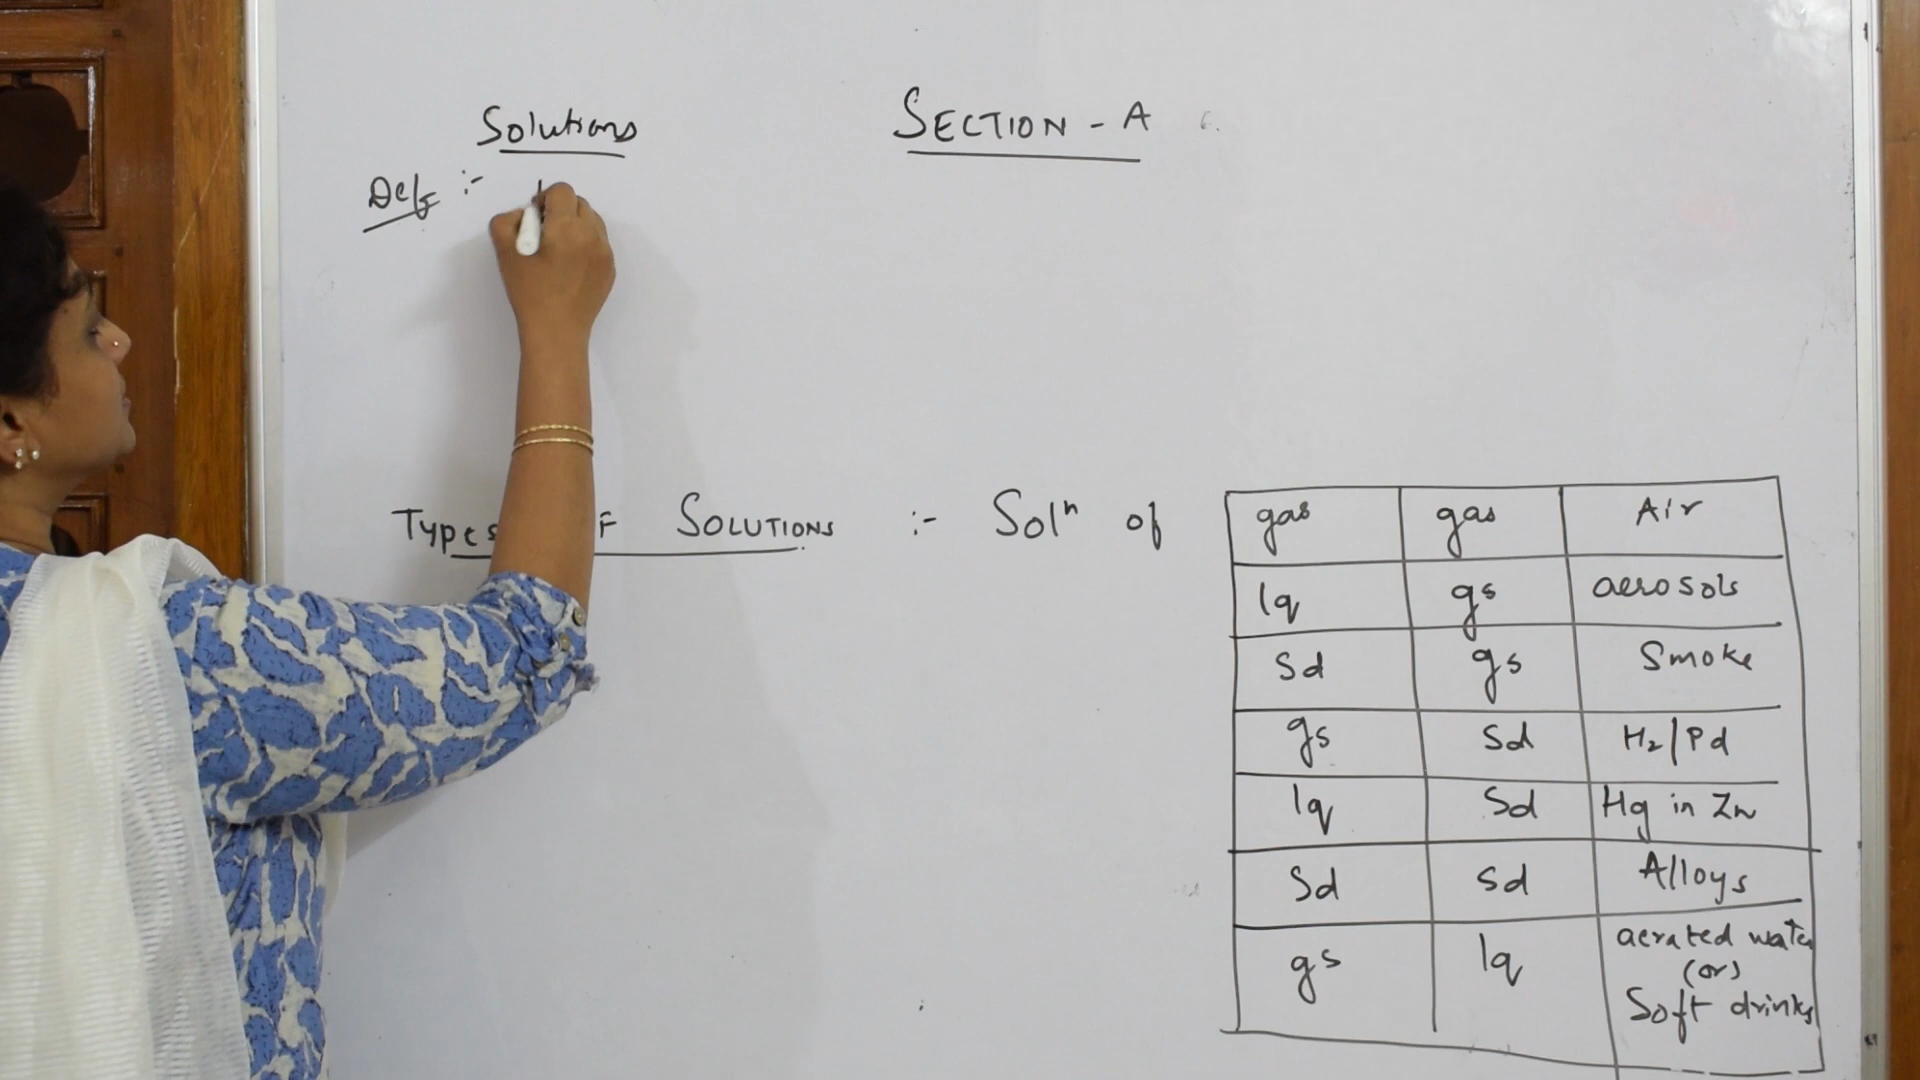 Solutions
SECTION - A
Def :-
Types F SOLUTIONS :- Solⁿ of
gas gas Air
lq gs aerosols
Sd gs Smoke
gs Sd H₂/Pd
lq Sd Hg in Zn
Sd Sd Alloys
gs lq aerated water
(or)
Soft drinks